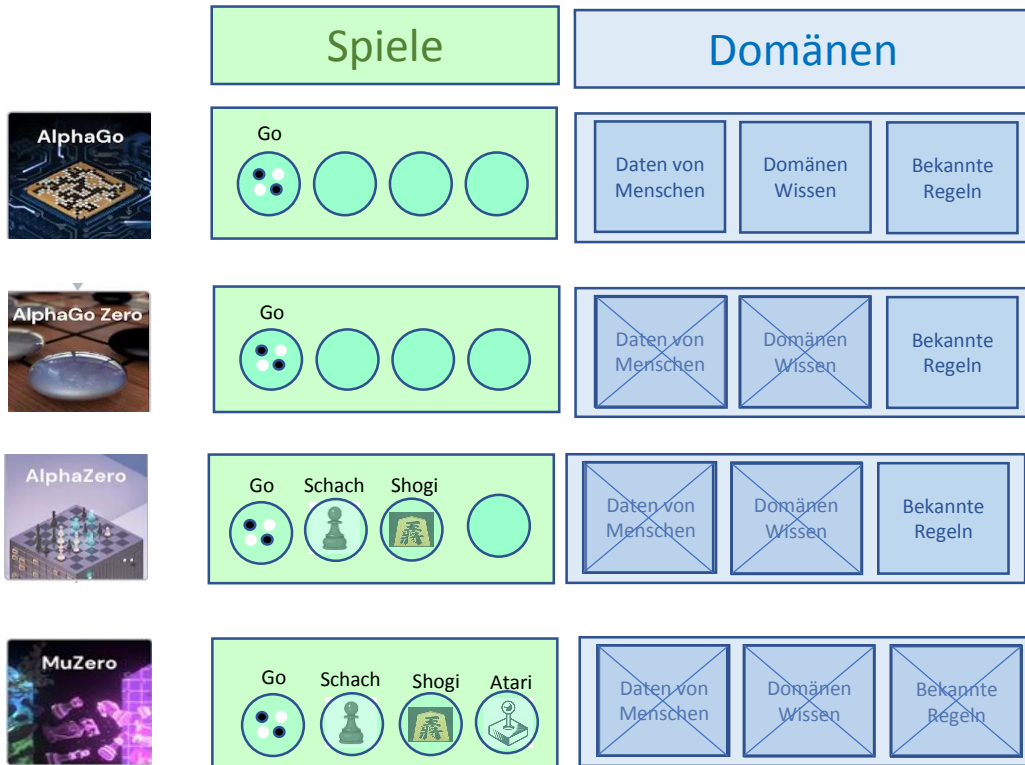 Spiele
Domänen
AlphaGo
Go
Daten von
Menschen
Domänen
Wissen
Bekannte
Regeln
AlphaGo Zero
Go
Daten von
Menschen
Domänen
Wissen
Bekannte
Regeln
AlphaZero
Go
Schach
Shogi
Daten von
Menschen
Domänen
Wissen
Bekannte
Regeln
MuZero
Go
Schach
Shogi
Atari
Daten von
Menschen
Domänen
Wissen
Bekannte
Regeln